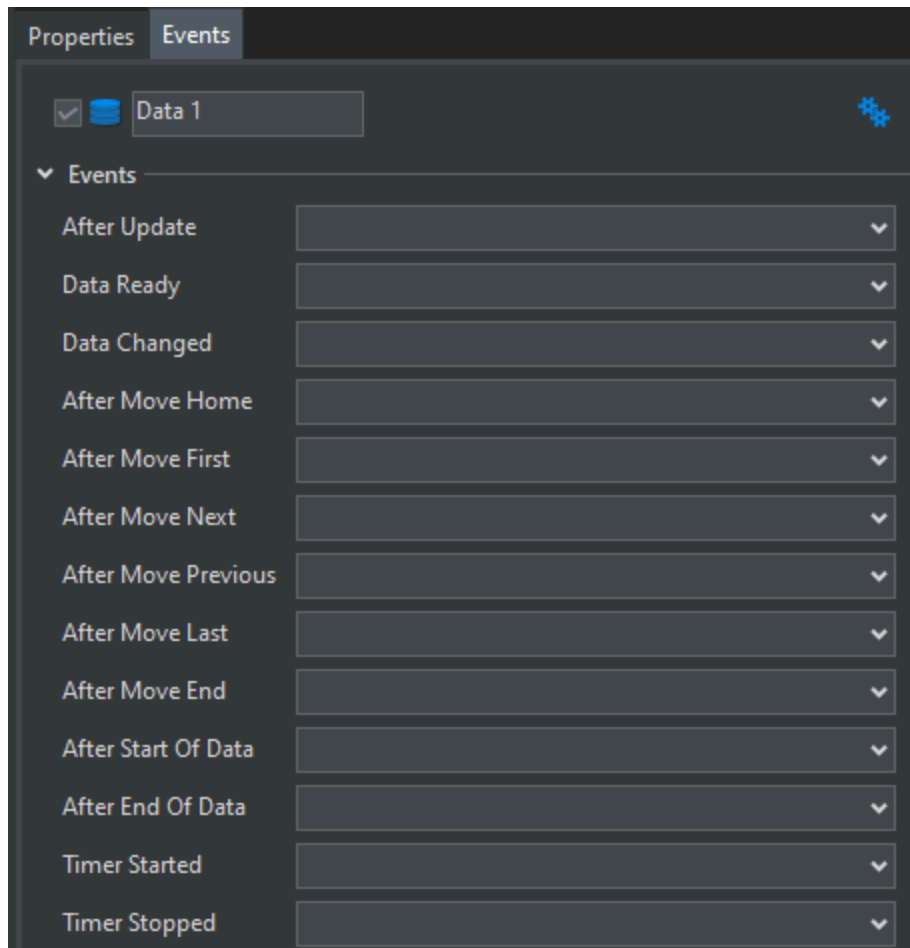 Properties Events
Data 1
Events
After Update
Data Ready
Data Changed
After Move Home
After Move First
After Move Next
After Move Previous
After Move Last
After Move End
After Start Of Data
After End Of Data
Timer Started
Timer Stopped